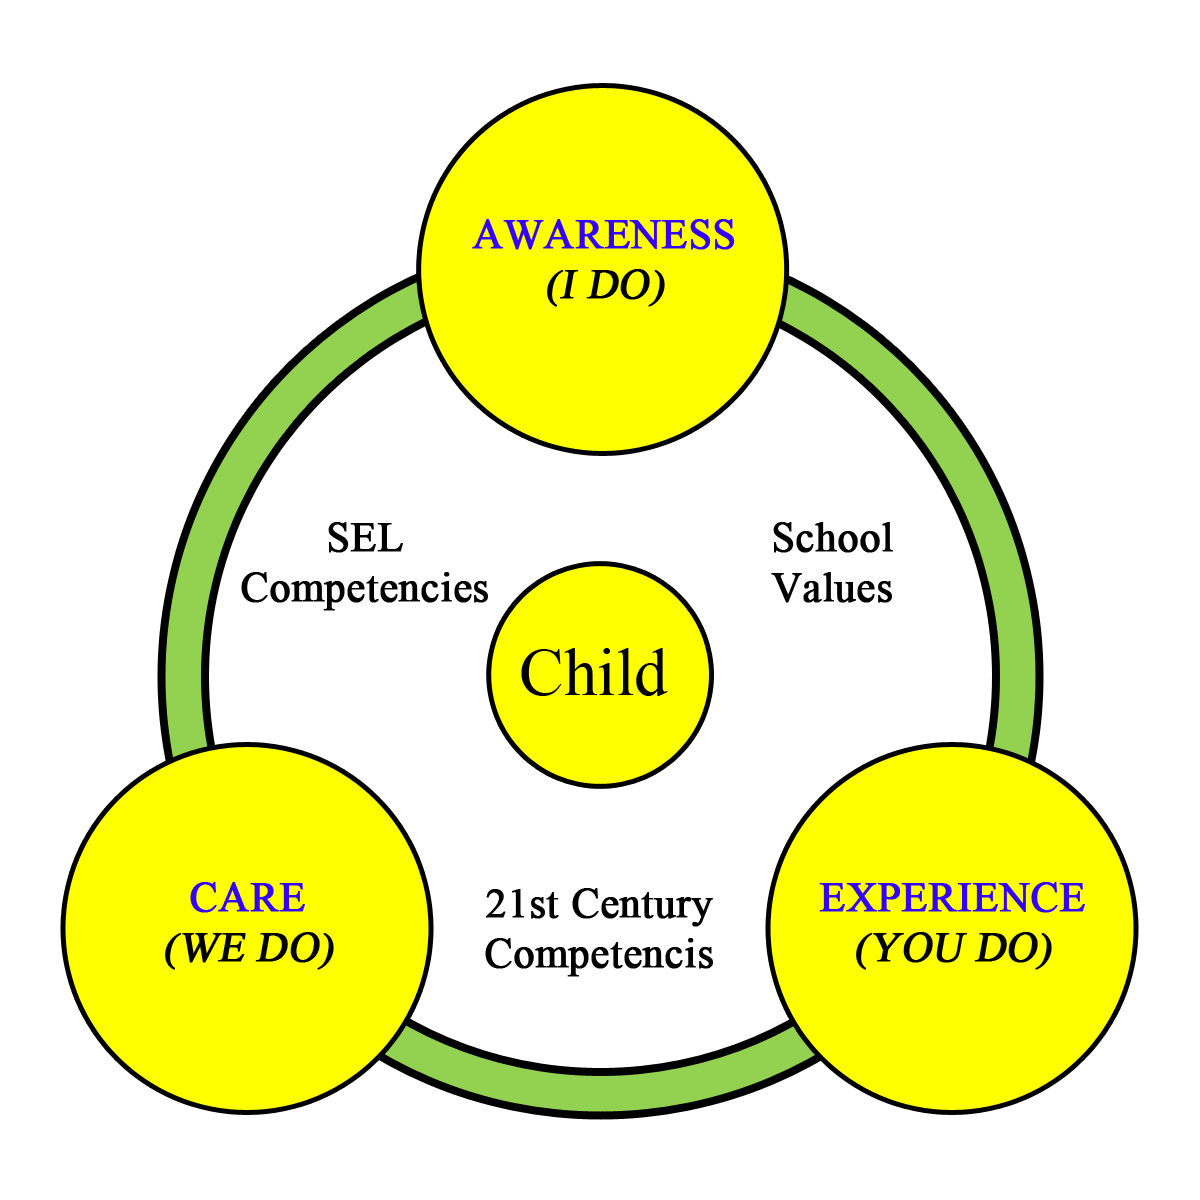 AWARENESS
(I DO)
SEL
Competencies
School
Values
Child
CARE
(WE DO)
21st Century
Competencis
EXPERIENCE
(YOU DO)